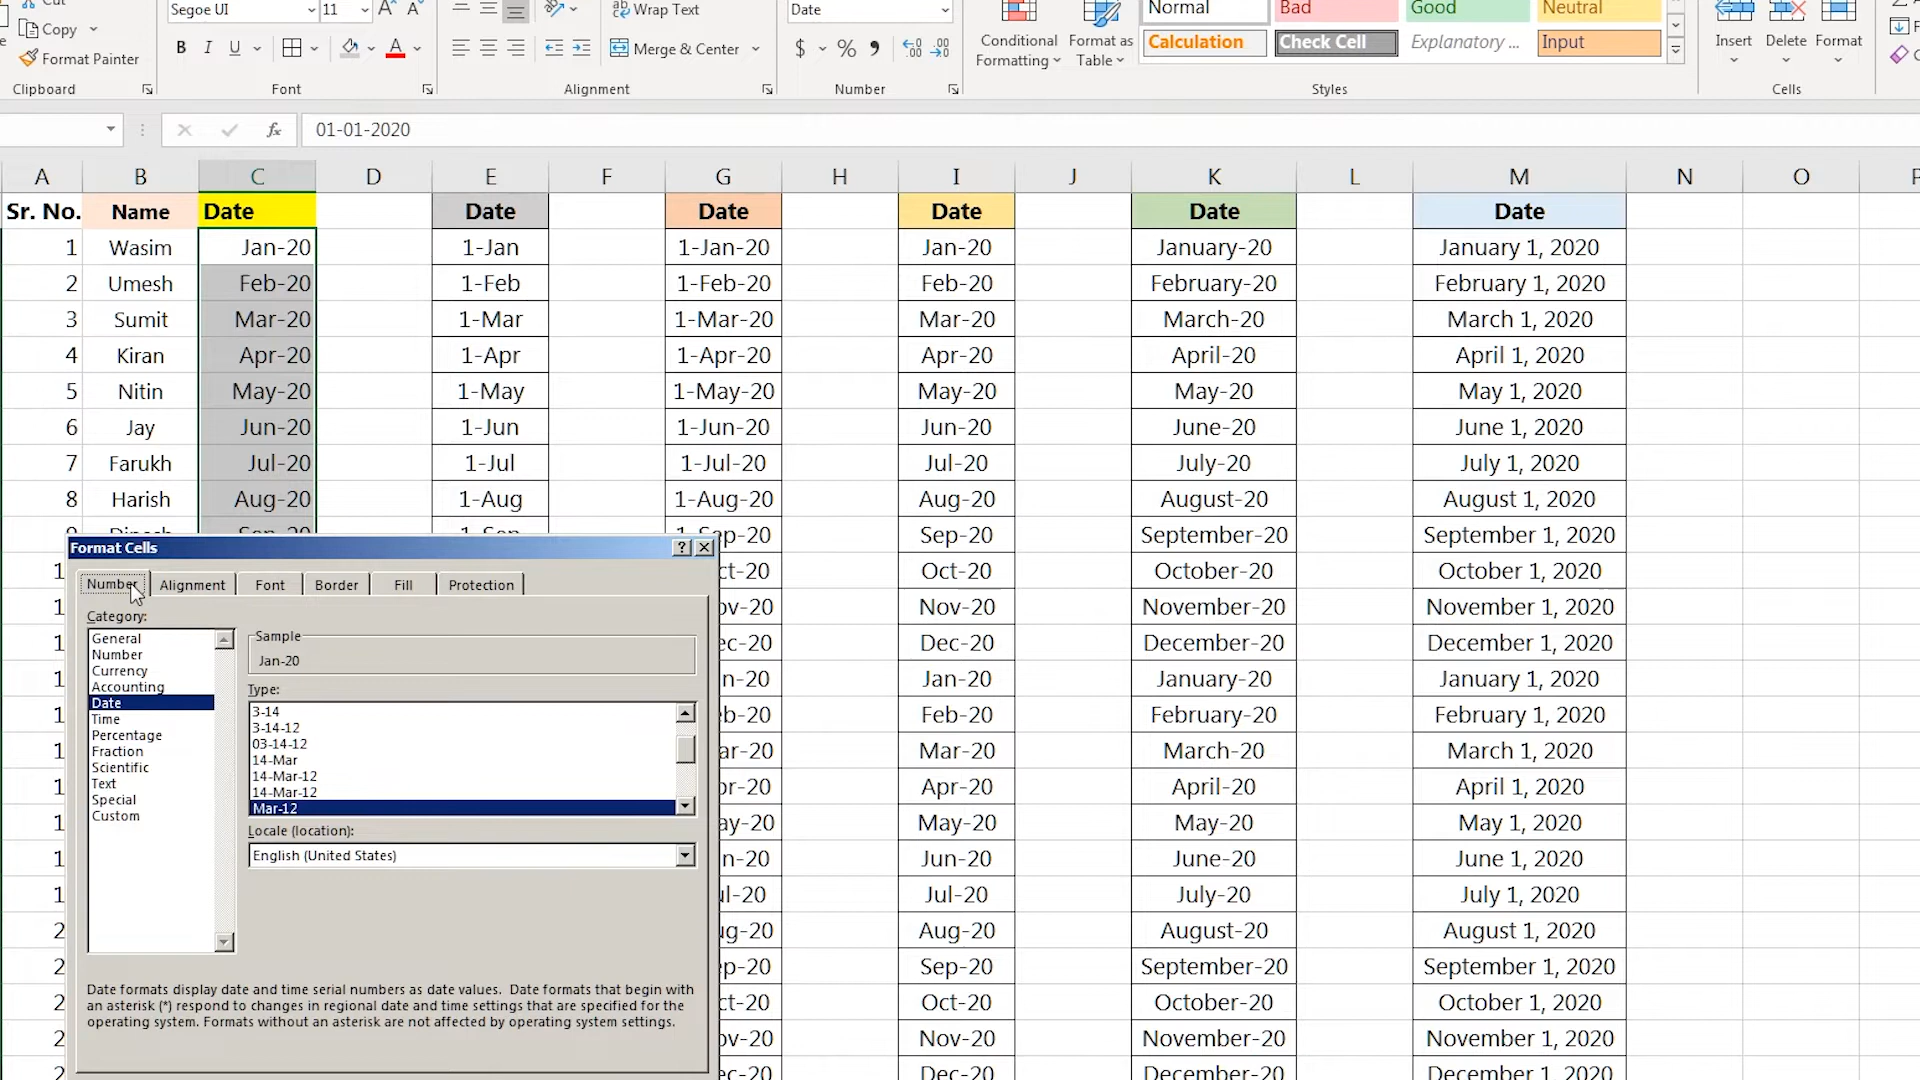 Cut
Segoe UI 11 A A ab Wrap Text Date Normal Bad Good Neutral
Copy Conditional Format as Insert Delete Format
B I U A Merge & Center $ % Formatting Table Calculation Check Cell Explanatory ... Input
Format Painter
Clipboard Font Alignment Number Styles Cells
fx 01-01-2020
A B C D E F G H I J K L M N O
Sr. No. Name Date Date Date Date Date Date
1 Wasim Jan-20 1-Jan 1-Jan-20 Jan-20 January-20 January 1, 2020
2 Umesh Feb-20 1-Feb 1-Feb-20 Feb-20 February-20 February 1, 2020
3 Sumit Mar-20 1-Mar 1-Mar-20 Mar-20 March-20 March 1, 2020
4 Kiran Apr-20 1-Apr 1-Apr-20 Apr-20 April-20 April 1, 2020
5 Nitin May-20 1-May 1-May-20 May-20 May-20 May 1, 2020
6 Jay Jun-20 1-Jun 1-Jun-20 Jun-20 June-20 June 1, 2020
7 Farukh Jul-20 1-Jul 1-Jul-20 Jul-20 July-20 July 1, 2020
8 Harish Aug-20 1-Aug 1-Aug-20 Aug-20 August-20 August 1, 2020
Sep-20 September-20 September 1, 2020
Oct-20 October-20 October 1, 2020
Nov-20 November-20 November 1, 2020
Dec-20 December-20 December 1, 2020
Jan-20 January-20 January 1, 2020
Feb-20 February-20 February 1, 2020
Mar-20 March-20 March 1, 2020
Apr-20 April-20 April 1, 2020
May-20 May-20 May 1, 2020
Jun-20 June-20 June 1, 2020
Jul-20 July-20 July 1, 2020
Aug-20 August-20 August 1, 2020
Sep-20 September-20 September 1, 2020
Oct-20 October-20 October 1, 2020
Nov-20 November-20 November 1, 2020
Dec-20 December-20 December 1, 2020
Format Cells
Number Alignment Font Border Fill Protection
Category:
General
Number
Currency
Accounting
Date
Time
Percentage
Fraction
Scientific
Text
Special
Custom
Sample
Jan-20
Type:
3-14
3-14-12
03-14-12
14-Mar
14-Mar-12
14-Mar-12
Mar-12
Locale (location):
English (United States)
Date formats display date and time serial numbers as date values. Date formats that begin with
an asterisk (*) respond to changes in regional date and time settings that are specified for the
operating system. Formats without an asterisk are not affected by operating system settings.